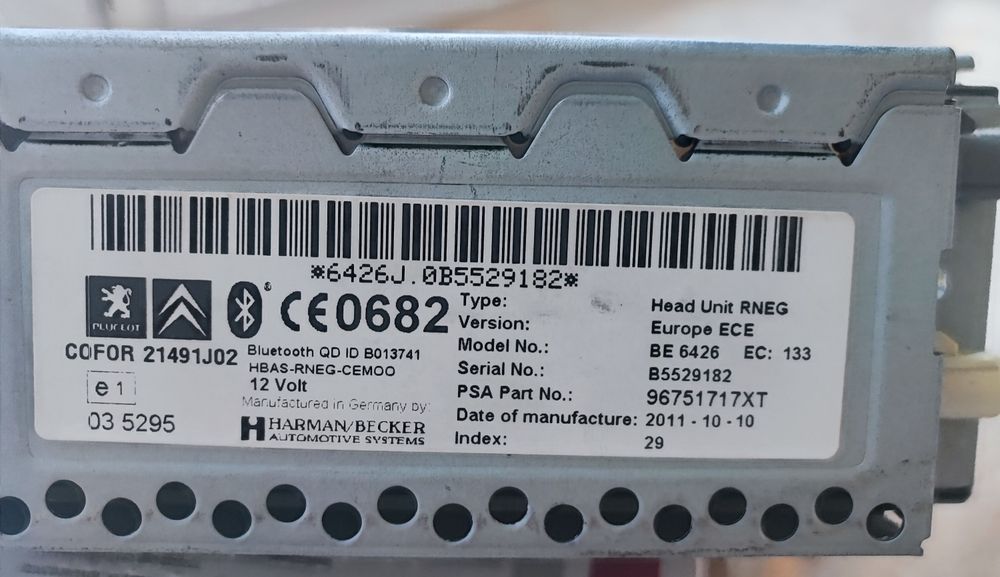 *6426J.0B5529182*
PEUGEOT
CE0682
COFOR 21491J02
Bluetooth QD ID B013741
HBAS-RNEG-CEMOO
12 Volt
Manufactured in Germany by:
HARMAN/BECKER
AUTOMOTIVE SYSTEMS
e1
03 5295
Type: Head Unit RNEG
Version: Europe ECE
Model No.: BE 6426 EC: 133
Serial No.: B5529182
PSA Part No.: 96751717XT
Date of manufacture: 2011 - 10 - 10
Index: 29